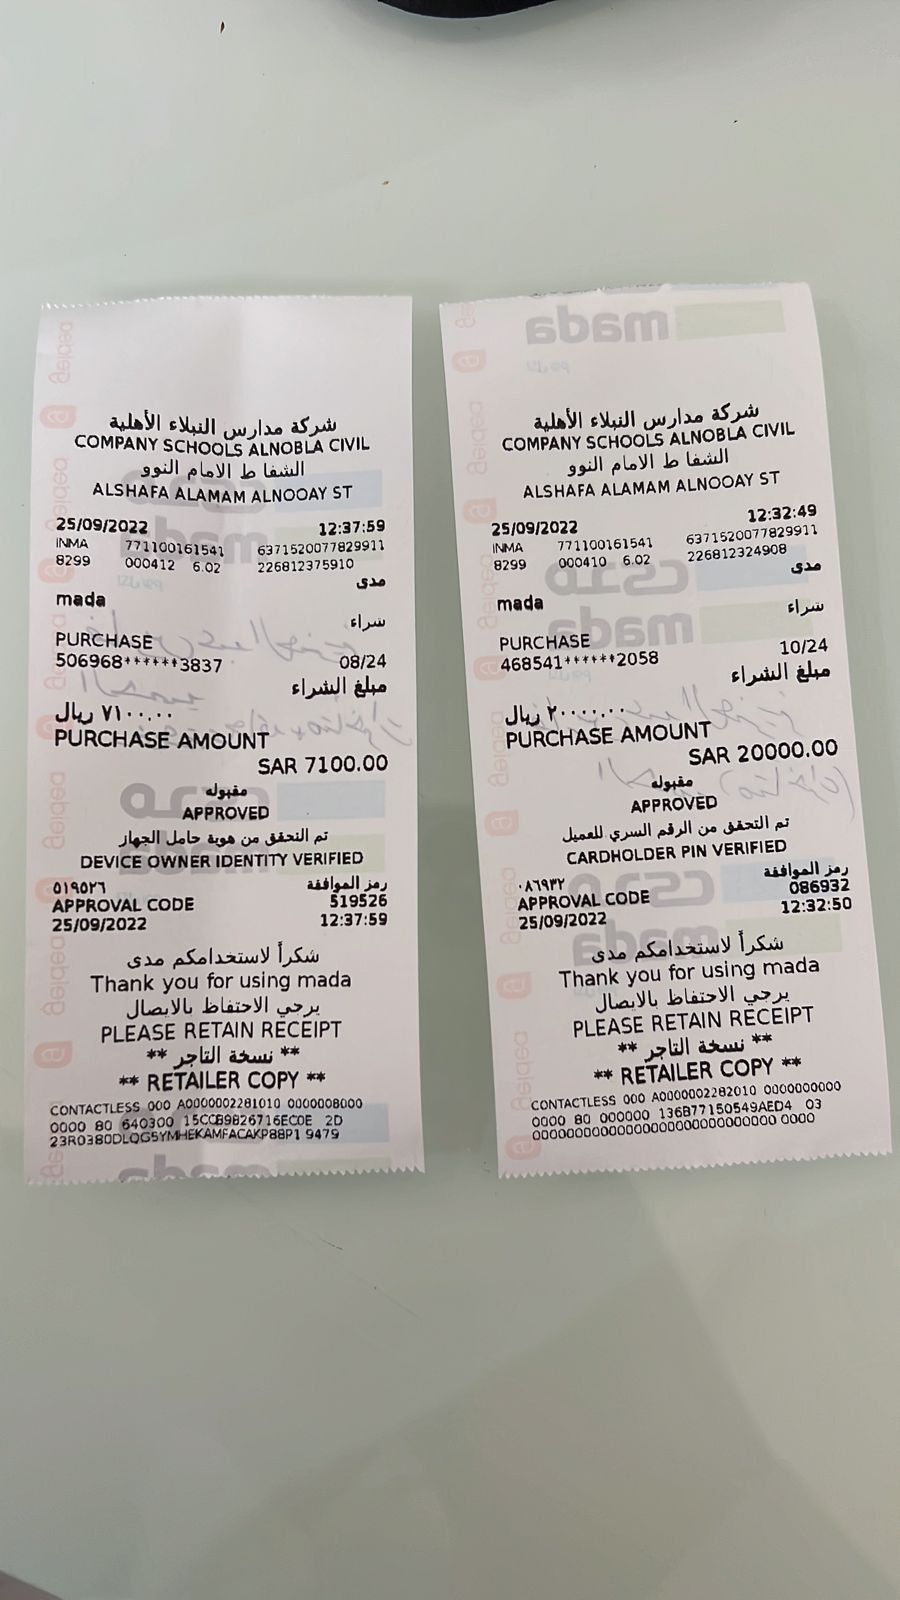 شركة مدارس النبلاء الأهلية
COMPANY SCHOOLS ALNOBLA CIVIL
الشفا ط الامام النوو
ALSHAFA ALAMAM ALNOOAY ST
25/09/2022 12:37:59
INMA 771100161541 6371520077829911
8299 000412 6.02 226812375910
مدى
mada
شراء
PURCHASE
506968******3837 08/24
مبلغ الشراء
٧١٠٠.٠٠ ريال
PURCHASE AMOUNT
SAR 7100.00
مقبوله
APPROVED
تم التحقق من هوية حامل الجهاز
DEVICE OWNER IDENTITY VERIFIED
٥١٩٥٢٦ رمز الموافقة
APPROVAL CODE 519526
25/09/2022 12:37:59
شكراً لاستخدامكم مدى
Thank you for using mada
يرجي الاحتفاظ بالايصال
PLEASE RETAIN RECEIPT
** نسخة التاجر **
** RETAILER COPY **
CONTACTLESS 000 A0000002281010 0000008000
0000 80 640300 15CCB9826716EC0E 2D
23R0380DLQG5YMHEKAMFACAKP88P1 9479
mada
شركة مدارس النبلاء الأهلية
COMPANY SCHOOLS ALNOBLA CIVIL
الشفا ط الامام النوو
ALSHAFA ALAMAM ALNOOAY ST
25/09/2022 12:32:49
INMA 771100161541 6371520077829911
8299 000410 6.02 226812324908
مدى
mada
شراء
PURCHASE
468541******2058 10/24
مبلغ الشراء
٢٠٠٠٠.٠٠ ريال
PURCHASE AMOUNT
SAR 20000.00
مقبوله
APPROVED
تم التحقق من الرقم السري للعميل
CARDHOLDER PIN VERIFIED
٠٨٦٩٣٢ رمز الموافقة
APPROVAL CODE 086932
25/09/2022 12:32:50
شكراً لاستخدامكم مدى
Thank you for using mada
يرجي الاحتفاظ بالايصال
PLEASE RETAIN RECEIPT
** نسخة التاجر **
** RETAILER COPY **
CONTACTLESS 000 A0000002282010 0000000000
0000 80 000000 136B77150549AED4 03